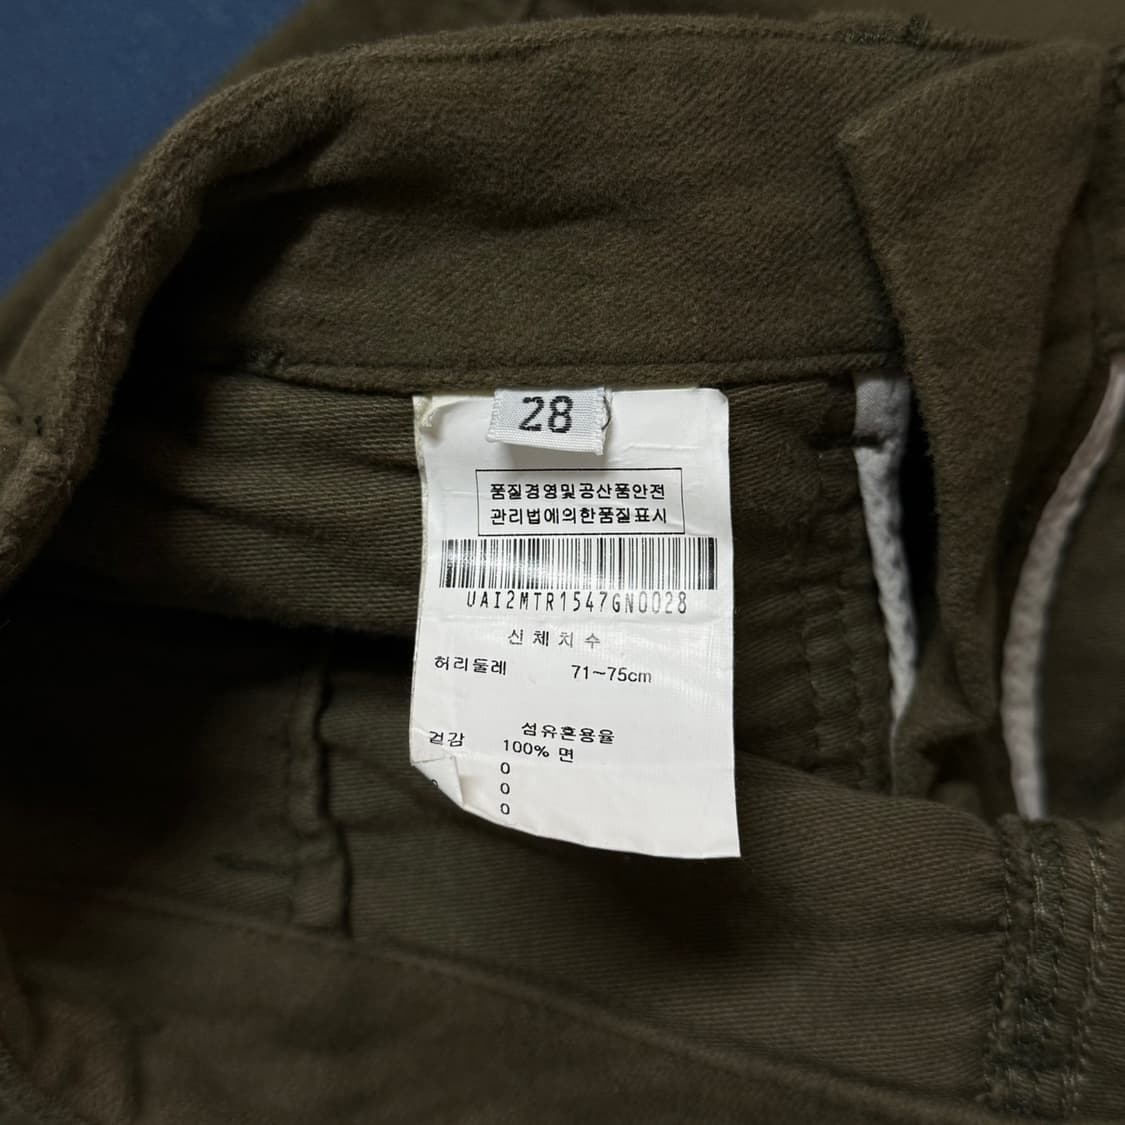 28
품질경영및공산품안전
관리법에의한품질표시
UAI2MTR1547GN0028
신체치수
허리둘레 71~75cm
섬유혼용율
겉감 100% 면
0
0
0